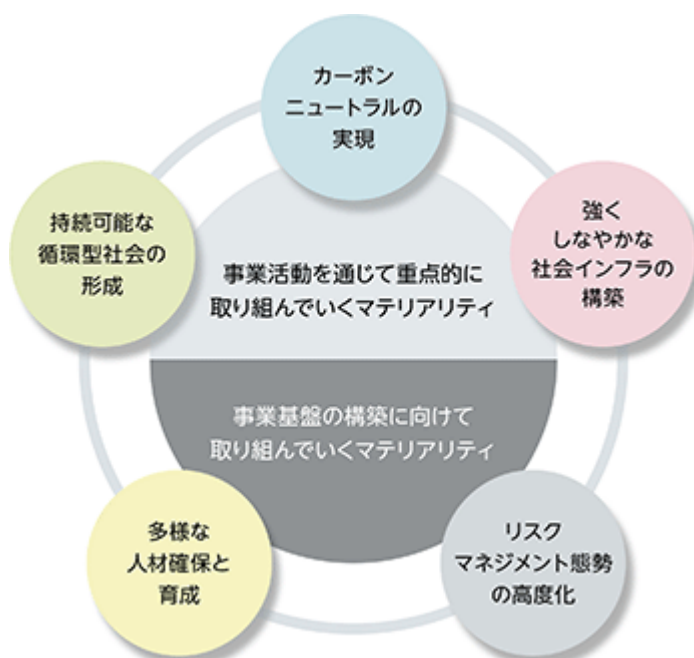 カーボン
ニュートラルの
実現
持続可能な
循環型社会の
形成
強く
しなやかな
社会インフラの
構築
事業活動を通じて重点的に
取り組んでいくマテリアリティ
事業基盤の構築に向けて
取り組んでいくマテリアリティ
多様な
人材確保と
育成
リスク
マネジメント態勢
の高度化